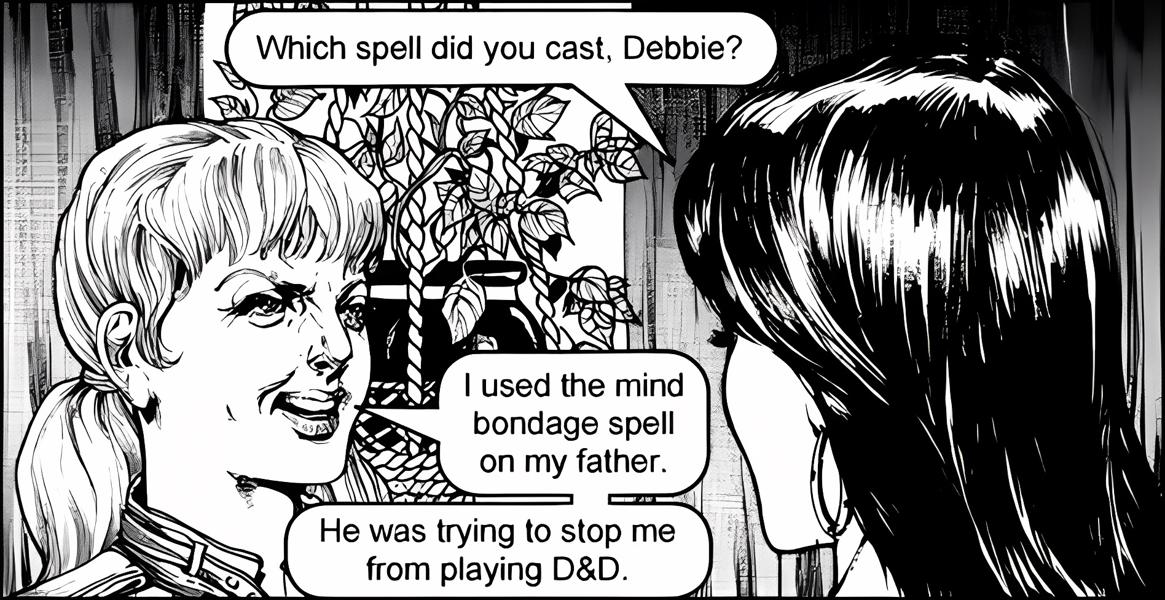 Which spell did you cast, Debbie?
I used the mind
bondage spell
on my father.
He was trying to stop me
from playing D&D.